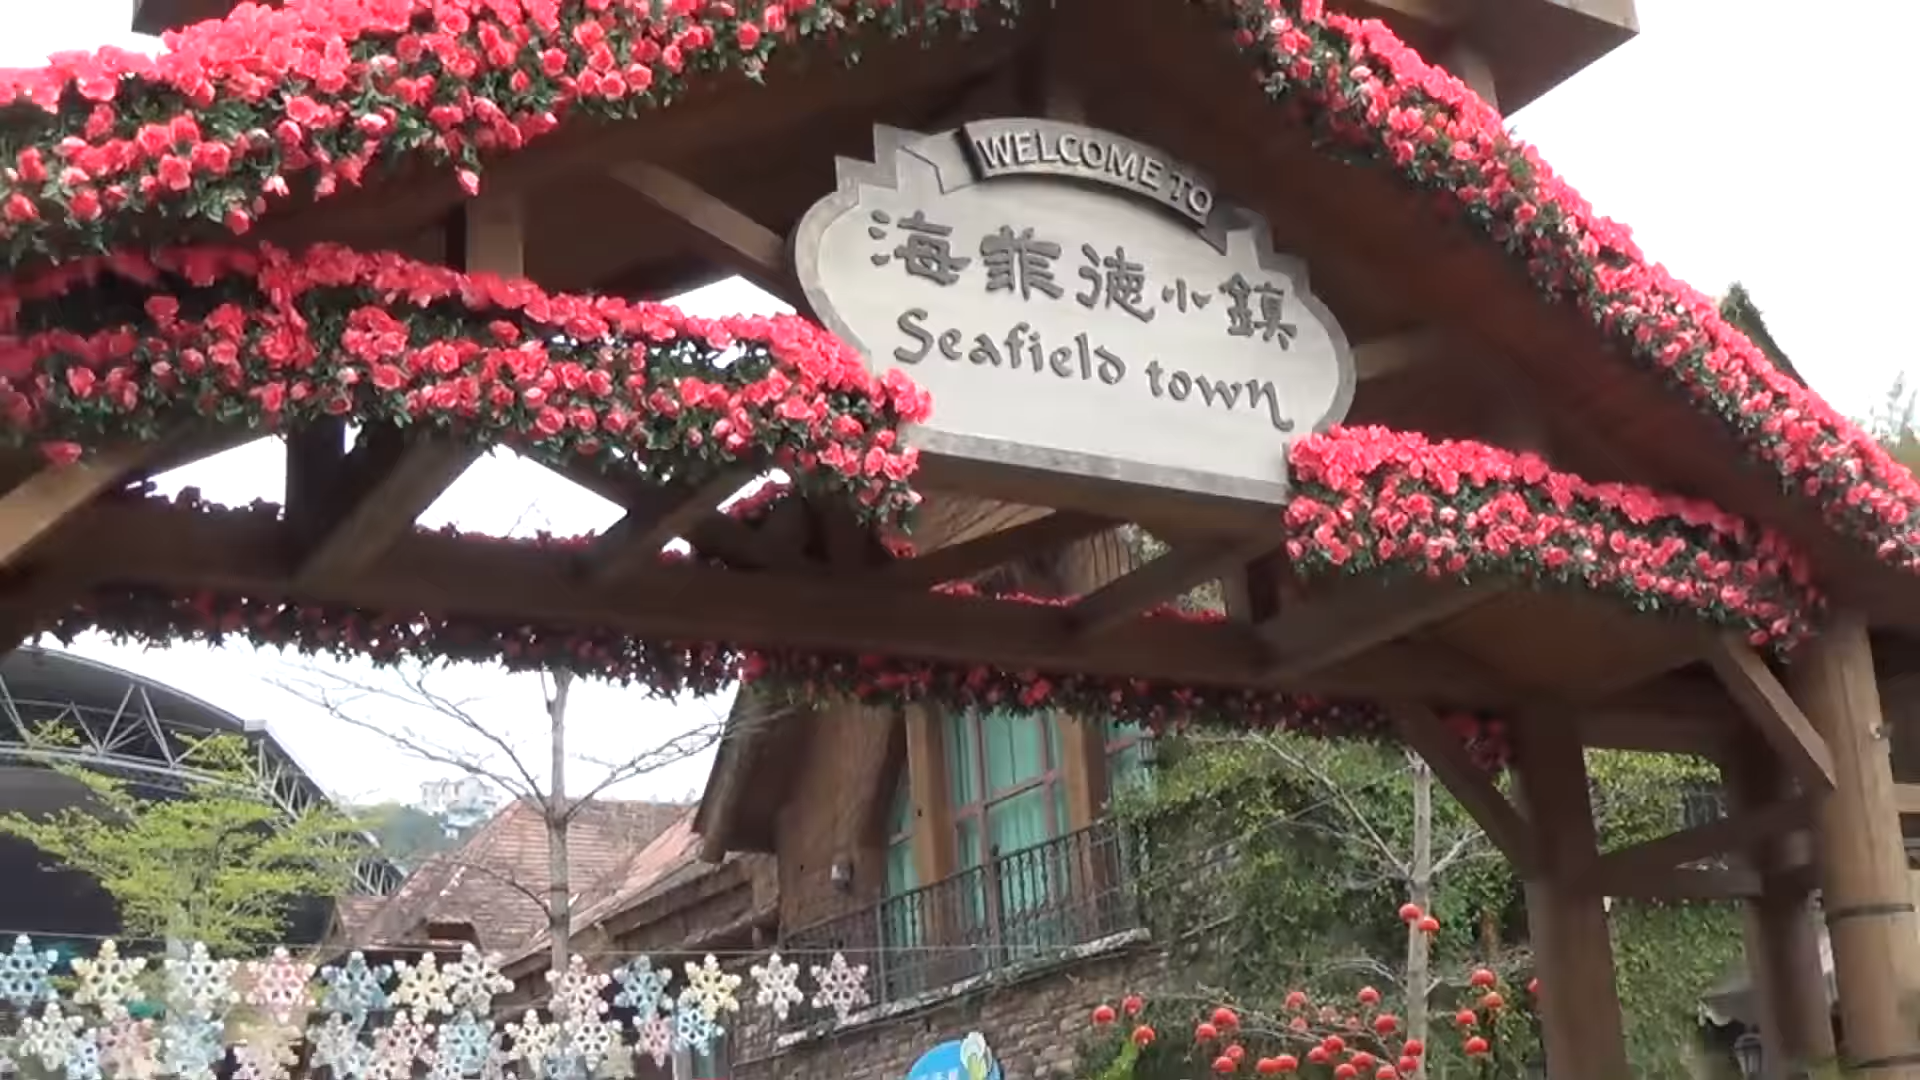 WELCOME TO
海菲德小鎮
Seafield town